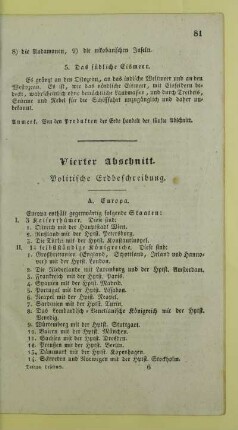 81
8) die Andamanen, 9) die nikobarischen Inseln.
5. Das südliche Eismeer.
Es gränzt an den Ozean, an das indische Weltmeer und an den
Westozean. Es ist, wie das nördliche Eismeer, mit Eisfeldern be-
deckt, wahrscheinlich ohne beträchtliche Landmassen, und durch Treibeis,
Stürme und Nebel für die Schifffahrt unzugänglich und daher un-
bekannt.
Anmerk. Von den Produkten der Erde handelt der fünfte Abschnitt.
Vierter Abschnitt.
Politische Erdbeschreibung.
A. Europa.
Europa enthält gegenwärtig folgende Staaten:
I. 3 Kaiserthümer. Diese sind:
1. Österreich mit der Hauptstadt Wien.
2. Rußland mit der Hptst. Petersburg.
3. Die Türkei mit der Hptst. Konstantinopel.
II. selbstständige Königreiche. Diese sind:
1. Großbritannien (England, Schottland, Irland und Hanno-
ver) mit der Hptst. London.
2. Die Niederlande mit Luxemburg und der Hptst. Amsterdam.
3. Frankreich mit der Hptst. Paris.
4. Spanien mit der Hptst. Madrid.
5. Portugal mit der Hptst. Lissabon.
6. Neapel mit der Hptst. Neapel.
7. Sardinien mit der Hptst. Turin.
8. Das lombardisch-Venetianische Königreich mit der Hptst.
Venedig.
9. Würtemberg mit der Hptst. Stuttgart.
10. Baiern mit der Hptst. München.
11. Sachsen mit der Hptst. Dresden.
12. Preußen mit der Hptst. Berlin.
13. Dänemark mit der Hptst. Kopenhagen.
14. Schweden und Norwegen mit der Hptst. Stockholm.
6